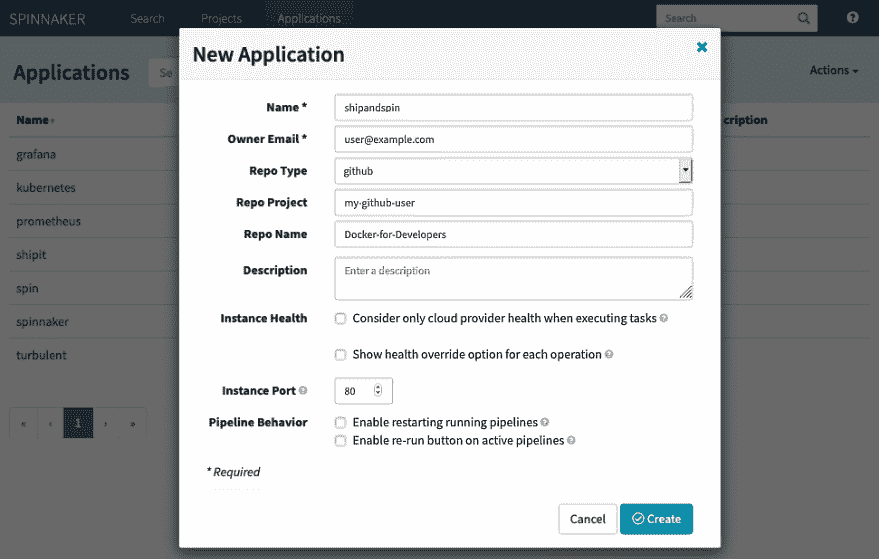 SPINNAKER Search Projects Applications Search
New Application
Applications Se Actions
Name * shipandspin
Name cription
Owner Email * user@example.com
grafana
Repo Type github
kubernetes
Repo Project my-github-user
prometheus
Repo Name Docker-for-Developers
shipit
Description Enter a description
spin
Instance Health Consider only cloud provider health when executing tasks
spinnaker
Show health override option for each operation
turbulent
Instance Port 80
« ‹ 1 › »
Pipeline Behavior Enable restarting running pipelines
Enable re-run button on active pipelines
* Required
Cancel Create